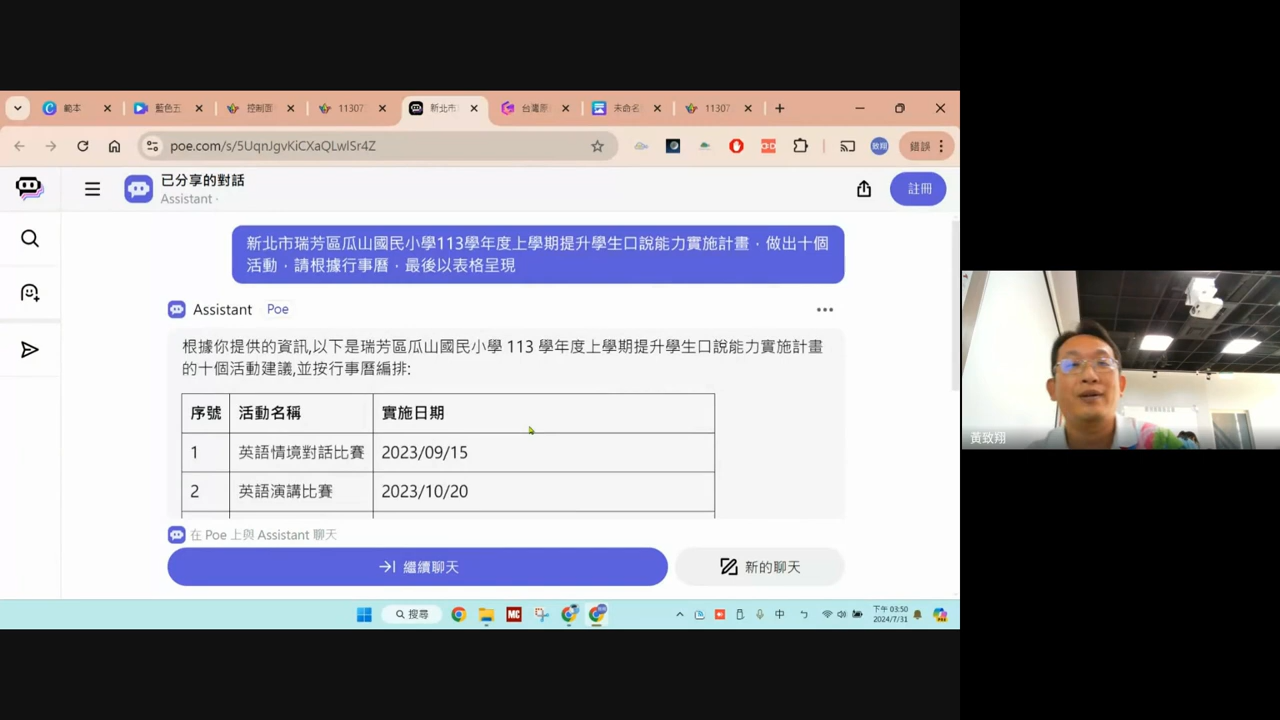 範本
藍色五
控制面
11307
新北市
台灣原
未命名
11307
poe.com/s/5UqnJgvKiCXaQLwlSr4Z
致翔
錯誤
已分享的對話
Assistant ·
註冊
新北市瑞芳區瓜山國民小學113學年度上學期提升學生口說能力實施計畫，做出十個
活動，請根據行事曆，最後以表格呈現
Assistant Poe
根據你提供的資訊,以下是瑞芳區瓜山國民小學 113 學年度上學期提升學生口說能力實施計畫
的十個活動建議,並按行事曆編排:
序號 活動名稱 實施日期
1 英語情境對話比賽 2023/09/15
2 英語演講比賽 2023/10/20
在 Poe 上與 Assistant 聊天
繼續聊天
新的聊天
搜尋
MC
中
下午 03:50
2024/7/31
黃致翔